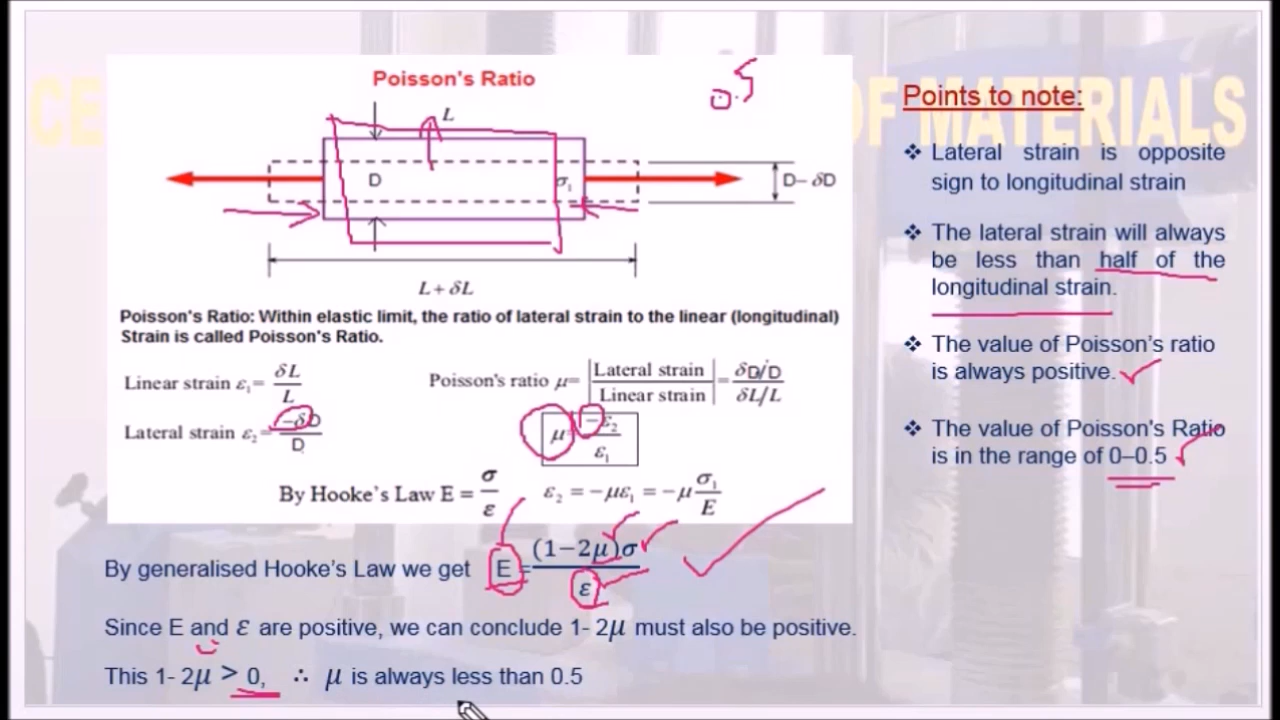 CE OF MATERIALS
Poisson's Ratio
0.5
L
D
σ₁
D− δD
L + δL
Poisson's Ratio: Within elastic limit, the ratio of lateral strain to the linear (longitudinal)
Strain is called Poisson's Ratio.
Linear strain ε₁= δL/L
Poisson's ratio μ= |Lateral strain/Linear strain| = δD/D / δL/L
Lateral strain ε₂= −δD/D
μ= −ε₂/ε₁
By Hooke's Law E = σ/ε ε₂ = −με₁ = −μ σ₁/E
By generalised Hooke's Law we get E = (1−2μ)σ/ε
Since E and ε are positive, we can conclude 1- 2μ must also be positive.
This 1- 2μ > 0, ∴ μ is always less than 0.5
Points to note:
❖ Lateral strain is opposite
sign to longitudinal strain
❖ The lateral strain will always
be less than half of the
longitudinal strain.
❖ The value of Poisson's ratio
is always positive.
❖ The value of Poisson's Ratio
is in the range of 0–0.5